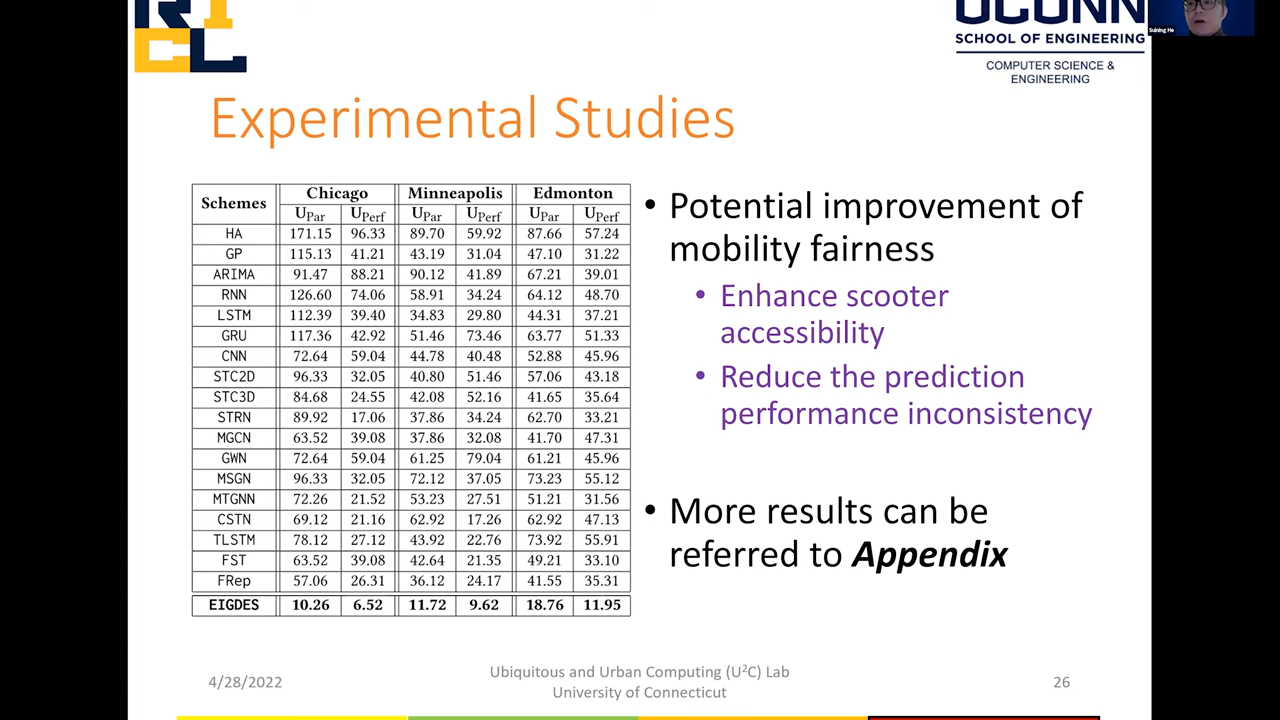 UCONN
SCHOOL OF ENGINEERING
COMPUTER SCIENCE &
ENGINEERING
Suining He
Experimental Studies
Schemes Chicago Minneapolis Edmonton
UPar UPerf UPar UPerf UPar UPerf
HA 171.15 96.33 89.70 59.92 87.66 57.24
GP 115.13 41.21 43.19 31.04 47.10 31.22
ARIMA 91.47 88.21 90.12 41.89 67.21 39.01
RNN 126.60 74.06 58.91 34.24 64.12 48.70
LSTM 112.39 39.40 34.83 29.80 44.31 37.21
GRU 117.36 42.92 51.46 73.46 63.77 51.33
CNN 72.64 59.04 44.78 40.48 52.88 45.96
STC2D 96.33 32.05 40.80 51.46 57.06 43.18
STC3D 84.68 24.55 42.08 52.16 41.65 35.64
STRN 89.92 17.06 37.86 34.24 62.70 33.21
MGCN 63.52 39.08 37.86 32.08 41.70 47.31
GWN 72.64 59.04 61.25 79.04 61.21 45.96
MSGN 96.33 32.05 72.12 37.05 73.23 55.12
MTGNN 72.26 21.52 53.23 27.51 51.21 31.56
CSTN 69.12 21.16 62.92 17.26 62.92 47.13
TLSTM 78.12 27.12 43.92 22.76 73.92 55.91
FST 63.52 39.08 42.64 21.35 49.21 33.10
FRep 57.06 26.31 36.12 24.17 41.55 35.31
EIGDES 10.26 6.52 11.72 9.62 18.76 11.95
• Potential improvement of
mobility fairness
• Enhance scooter
accessibility
• Reduce the prediction
performance inconsistency
• More results can be
referred to Appendix
4/28/2022
Ubiquitous and Urban Computing (U²C) Lab
University of Connecticut
26